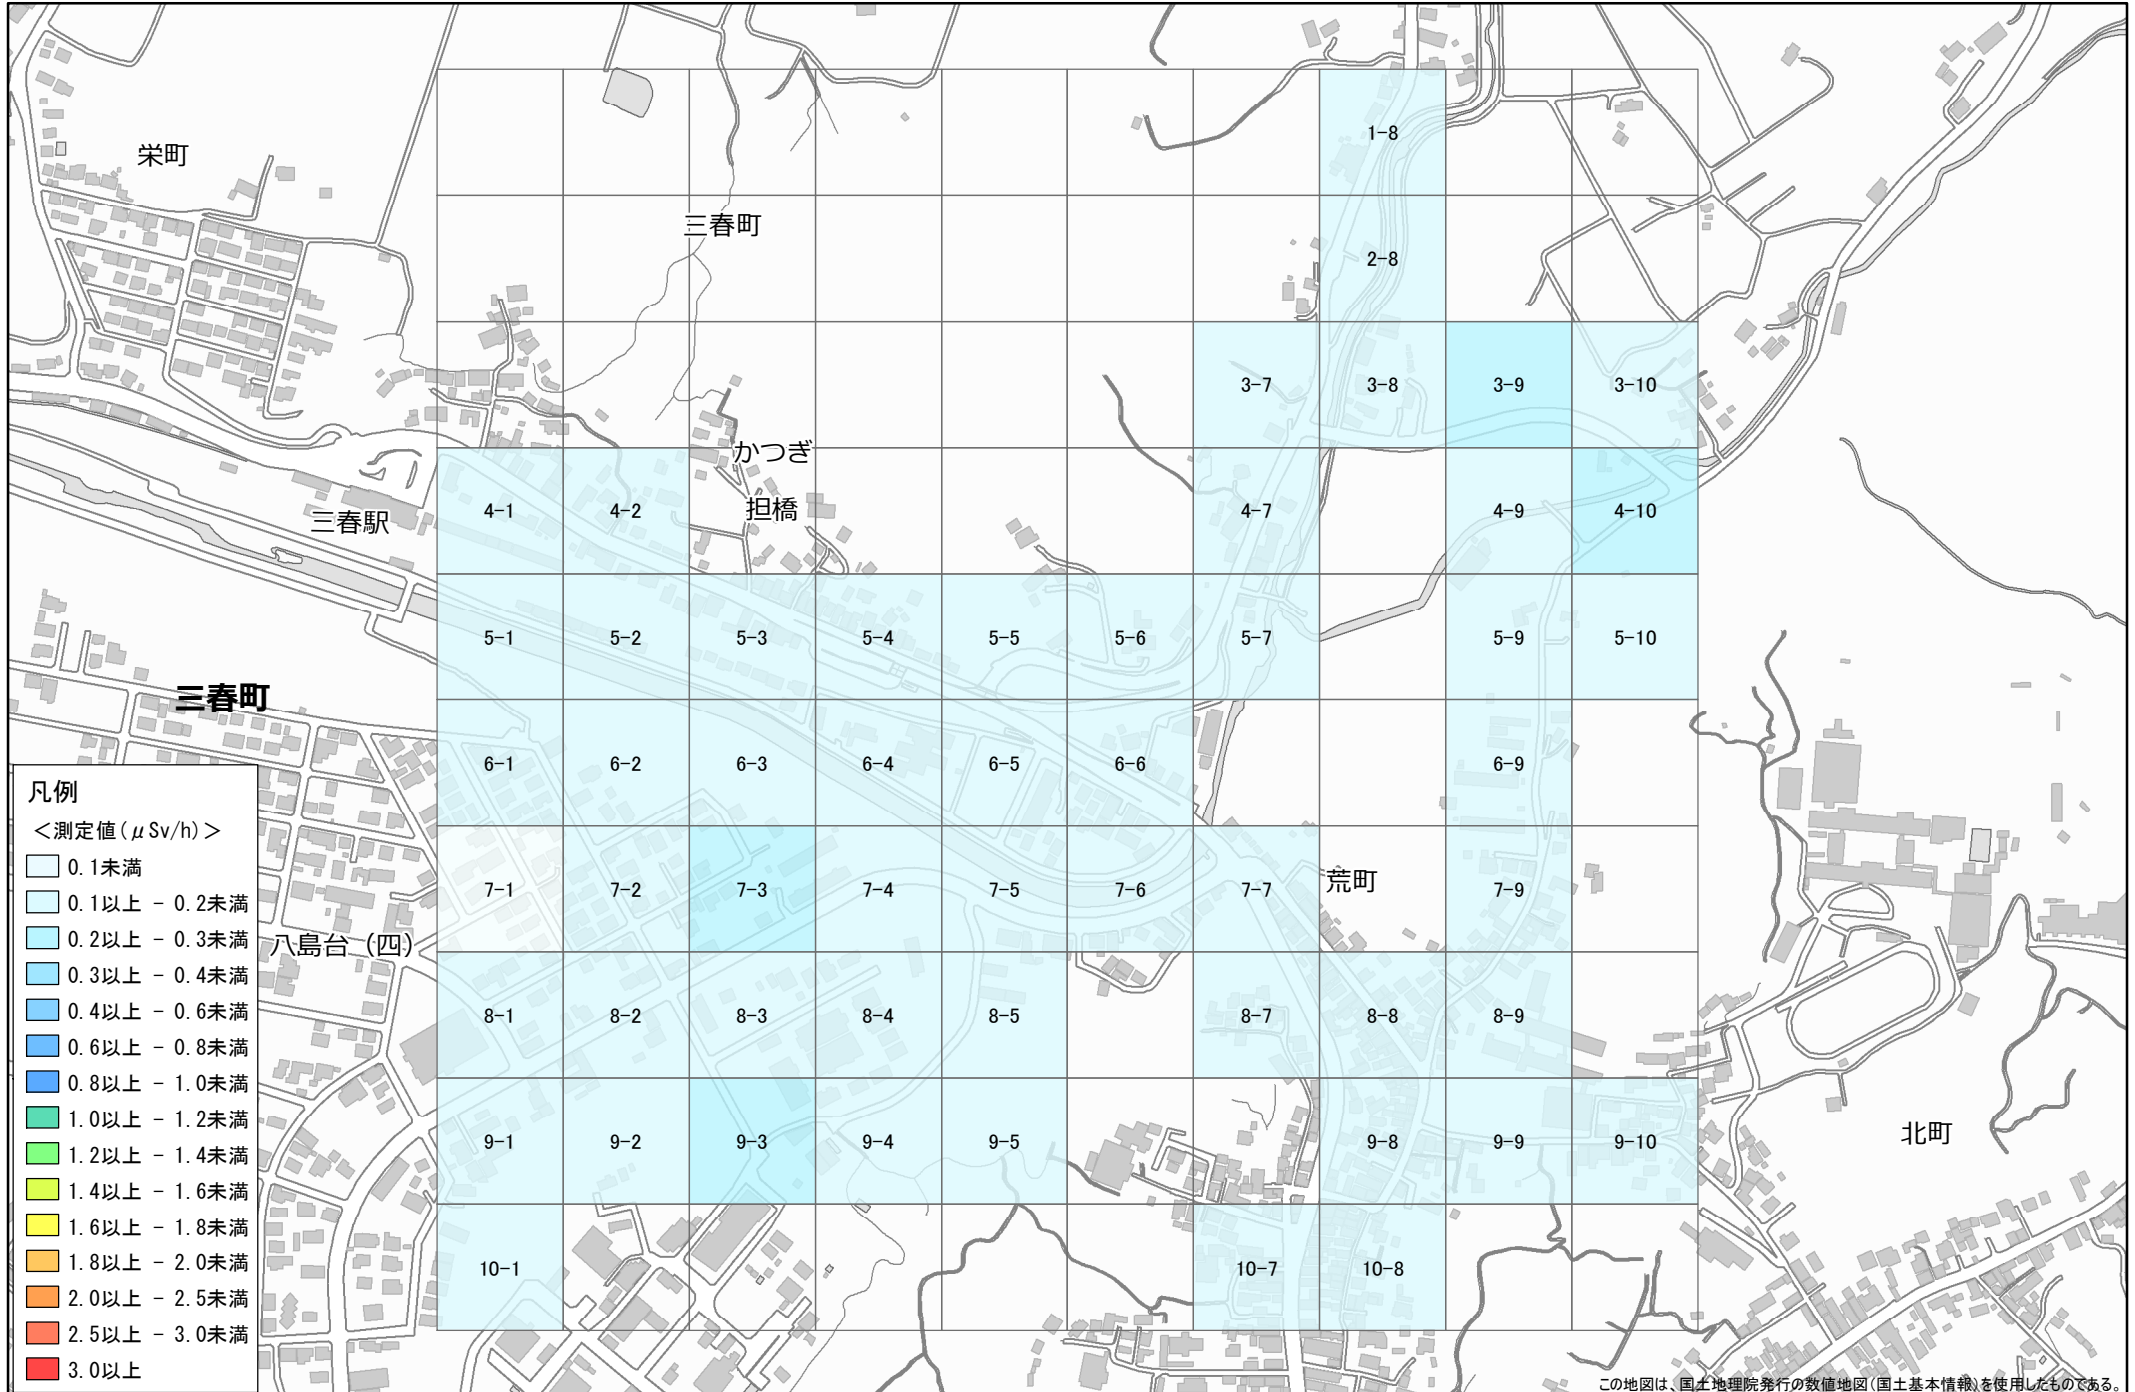 栄町
三春町
1-8
2-8
3-7 3-8 3-9 3-10
かつぎ
担橋
三春駅
4-1 4-2 4-7 4-9 4-10
5-1 5-2 5-3 5-4 5-5 5-6 5-7 5-9 5-10
三春町
6-1 6-2 6-3 6-4 6-5 6-6 6-9
7-1 7-2 7-3 7-4 7-5 7-6 7-7 7-9
荒町
八島台（四）
8-1 8-2 8-3 8-4 8-5 8-7 8-8 8-9
9-1 9-2 9-3 9-4 9-5 9-8 9-9 9-10
北町
10-1 10-7 10-8
凡例
＜測定値(μSv/h)＞
0.1未満
0.1以上 - 0.2未満
0.2以上 - 0.3未満
0.3以上 - 0.4未満
0.4以上 - 0.6未満
0.6以上 - 0.8未満
0.8以上 - 1.0未満
1.0以上 - 1.2未満
1.2以上 - 1.4未満
1.4以上 - 1.6未満
1.6以上 - 1.8未満
1.8以上 - 2.0未満
2.0以上 - 2.5未満
2.5以上 - 3.0未満
3.0以上
この地図は、国土地理院発行の数値地図(国土基本情報)を使用したものである。